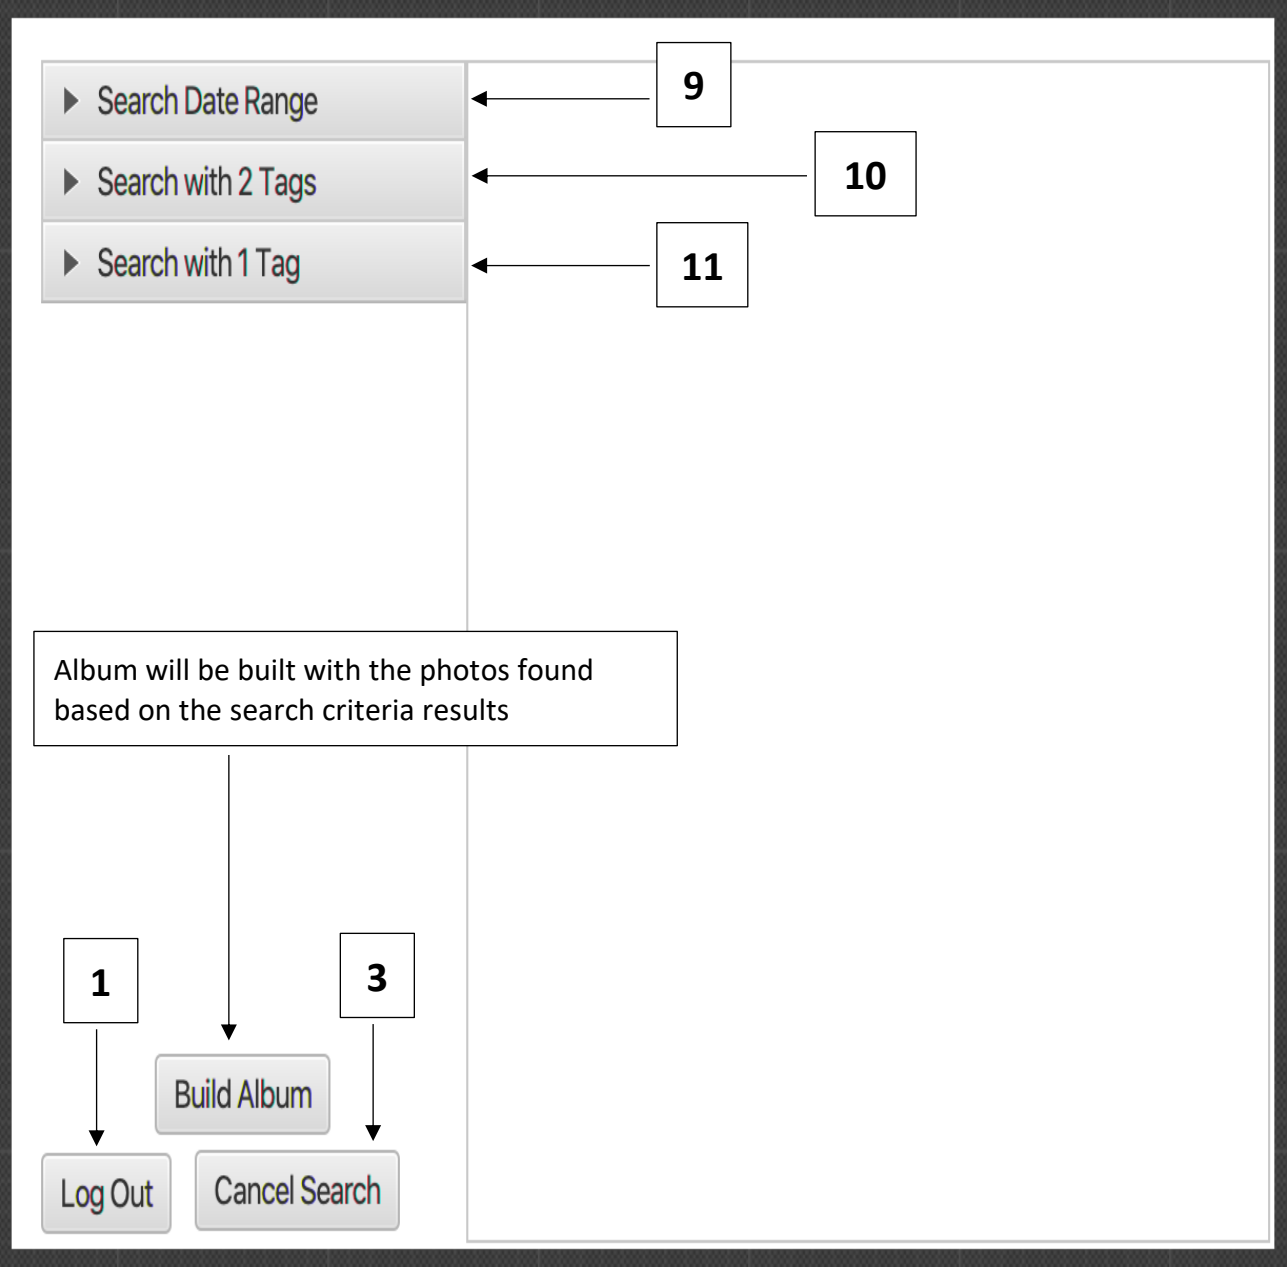 Search Date Range
9
Search with 2 Tags
10
Search with 1 Tag
11
Album will be built with the photos found
based on the search criteria results
1
3
Build Album
Log Out
Cancel Search